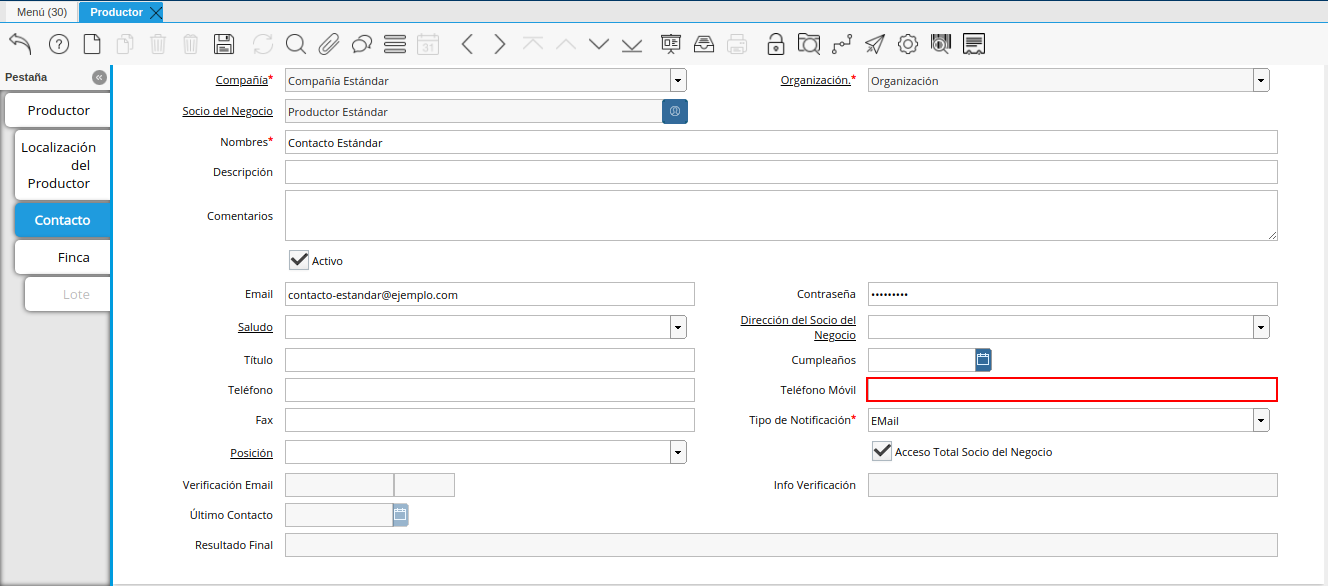 Menú (30)
Productor
31
Pestaña
Productor
Localización
del
Productor
Contacto
Finca
Lote
Compañía* Compañía Estándar
Organización.* Organización
Socio del Negocio Productor Estándar
Nombres* Contacto Estándar
Descripción
Comentarios
Activo
Email contacto-estandar@ejemplo.com
Contraseña •••••••••
Saludo
Dirección del Socio del
Negocio
Título
Cumpleaños
Teléfono
Teléfono Móvil
Fax
Tipo de Notificación* EMail
Posición
Acceso Total Socio del Negocio
Verificación Email
Info Verificación
Último Contacto
Resultado Final